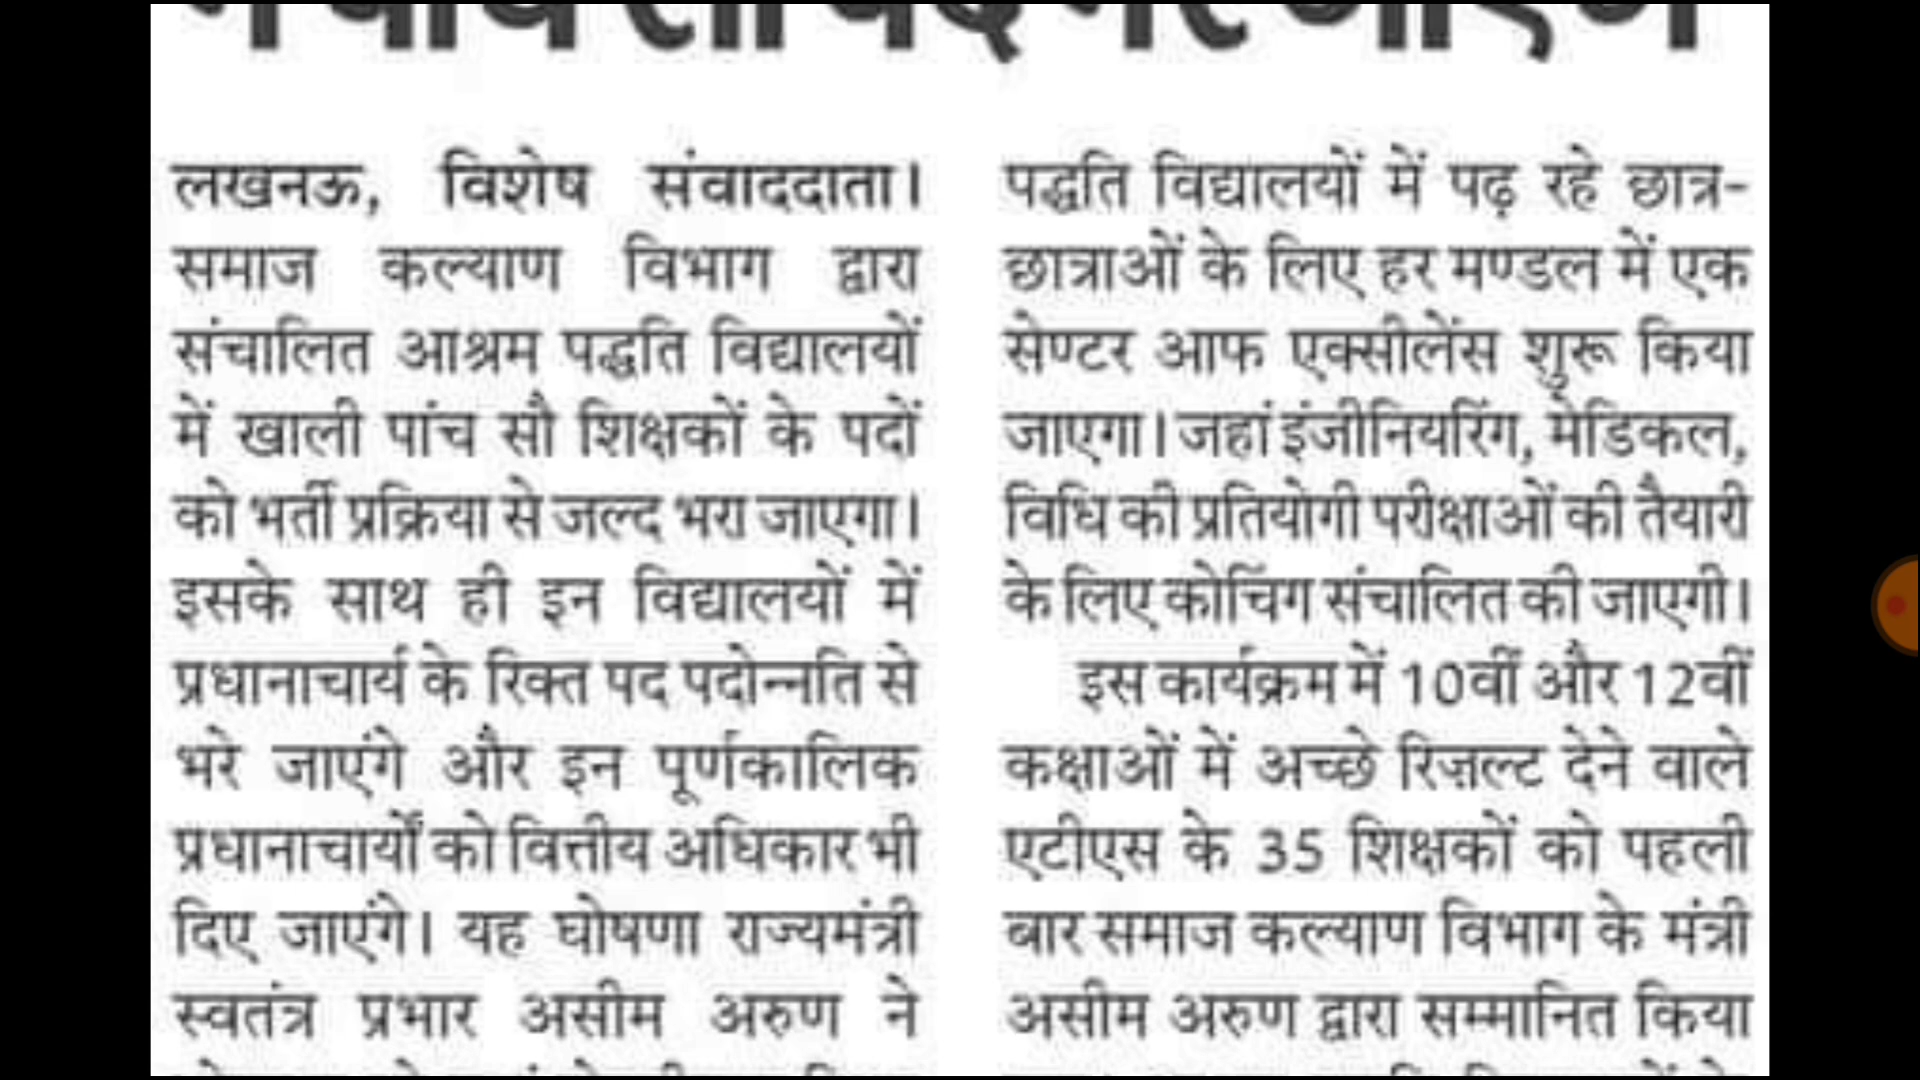 लखनऊ, विशेष संवाददाता।
समाज कल्याण विभाग द्वारा
संचालित आश्रम पद्धति विद्यालयों
में खाली पांच सौ शिक्षकों के पदों
को भर्ती प्रक्रिया से जल्द भरा जाएगा।
इसके साथ ही इन विद्यालयों में
प्रधानाचार्य के रिक्त पद पदोन्नति से
भरे जाएंगे और इन पूर्णकालिक
प्रधानाचार्यों को वित्तीय अधिकार भी
दिए जाएंगे। यह घोषणा राज्यमंत्री
स्वतंत्र प्रभार असीम अरुण ने
पद्धति विद्यालयों में पढ़ रहे छात्र-
छात्राओं के लिए हर मण्डल में एक
सेण्टर आफ एक्सीलेंस शुरू किया
जाएगा। जहां इंजीनियरिंग, मेडिकल,
विधि की प्रतियोगी परीक्षाओं की तैयारी
के लिए कोचिंग संचालित की जाएगी।
इस कार्यक्रम में 10वीं और 12वीं
कक्षाओं में अच्छे रिज़ल्ट देने वाले
एटीएस के 35 शिक्षकों को पहली
बार समाज कल्याण विभाग के मंत्री
असीम अरुण द्वारा सम्मानित किया